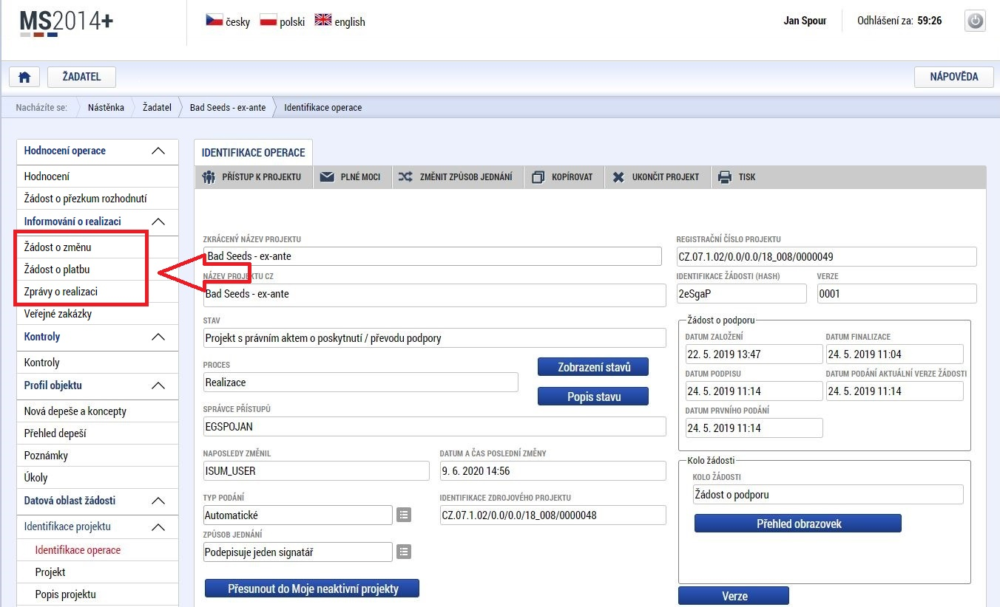 MS2014+
česky polski english
Jan Spour
Odhlášení za: 59:26
ŽADATEL
NÁPOVĚDA
Nacházíte se: Nástěnka Žadatel Bad Seeds - ex-ante Identifikace operace
Hodnocení operace
Hodnocení
Žádost o přezkum rozhodnutí
Informování o realizaci
Žádost o změnu
Žádost o platbu
Zprávy o realizaci
Veřejné zakázky
Kontroly
Kontroly
Profil objektu
Nová depeše a koncepty
Přehled depeší
Poznámky
Úkoly
Datová oblast žádosti
Identifikace projektu
Identifikace operace
Projekt
Popis projektu
IDENTIFIKACE OPERACE
PŘÍSTUP K PROJEKTU PLNÉ MOCI ZMĚNIT ZPŮSOB JEDNÁNÍ KOPÍROVAT UKONČIT PROJEKT TISK
ZKRÁCENÝ NÁZEV PROJEKTU
Bad Seeds - ex-ante
NÁZEV PROJEKTU CZ
Bad Seeds - ex-ante
STAV
Projekt s právním aktem o poskytnutí / převodu podpory
PROCES
Realizace
Zobrazení stavů
Popis stavu
SPRÁVCE PŘÍSTUPŮ
EGSPOJAN
NAPOSLEDY ZMĚNIL
ISUM_USER
DATUM A ČAS POSLEDNÍ ZMĚNY
9. 6. 2020 14:56
TYP PODÁNÍ
Automatické
IDENTIFIKACE ZDROJOVÉHO PROJEKTU
CZ.07.1.02/0.0/0.0/18_008/0000048
ZPŮSOB JEDNÁNÍ
Podepisuje jeden signatář
Přesunout do Moje neaktivní projekty
REGISTRAČNÍ ČÍSLO PROJEKTU
CZ.07.1.02/0.0/0.0/18_008/0000049
IDENTIFIKACE ŽÁDOSTI (HASH)
2eSgaP
VERZE
0001
Žádost o podporu
DATUM ZALOŽENÍ
22. 5. 2019 13:47
DATUM FINALIZACE
24. 5. 2019 11:04
DATUM PODPISU
24. 5. 2019 11:14
DATUM PODÁNÍ AKTUÁLNÍ VERZE ŽÁDOSTI
24. 5. 2019 11:14
DATUM PRVNÍHO PODÁNÍ
24. 5. 2019 11:14
Kolo žádosti
KOLO ŽÁDOSTI
Žádost o podporu
Přehled obrazovek
Verze